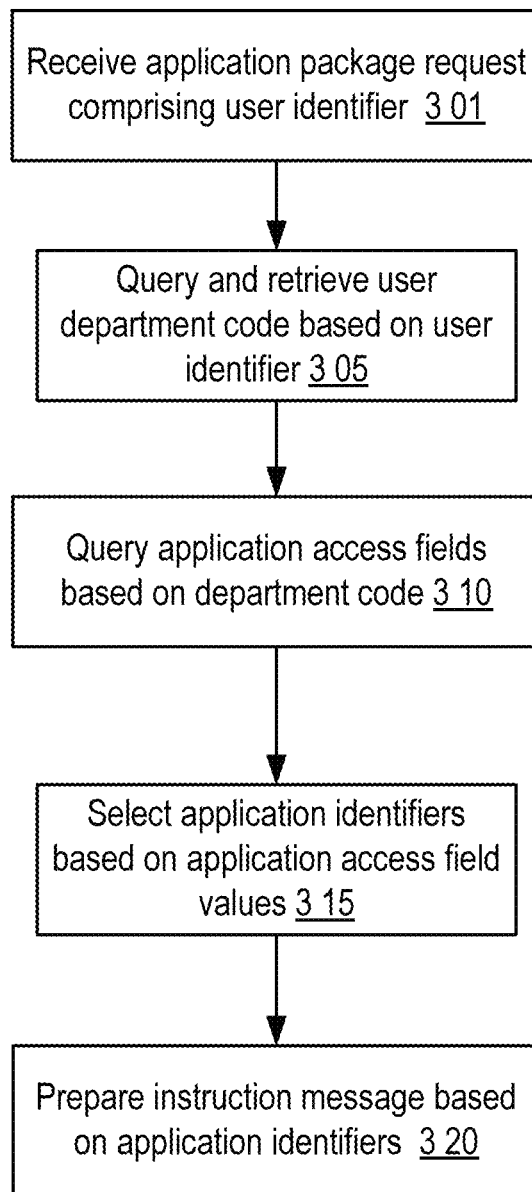 Receive application package request
comprising user identifier 3 01
Query and retrieve user
department code based on user
identifier 3 05
Query application access fields
based on department code 3 10
Select application identifiers
based on application access field
values 3 15
Prepare instruction message based
on application identifiers 3 20